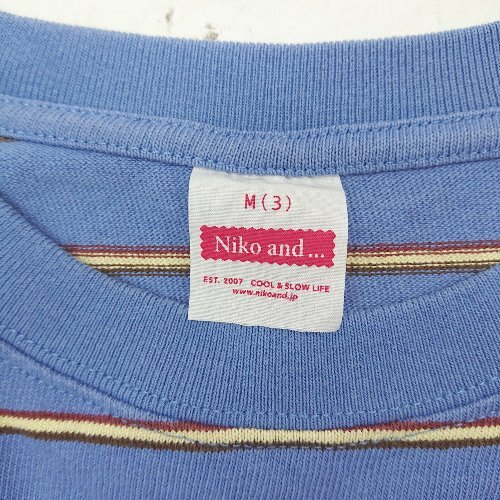 M(3)
Niko and ...
EST. 2007 COOL & SLOW LIFE
www.nikoand.jp